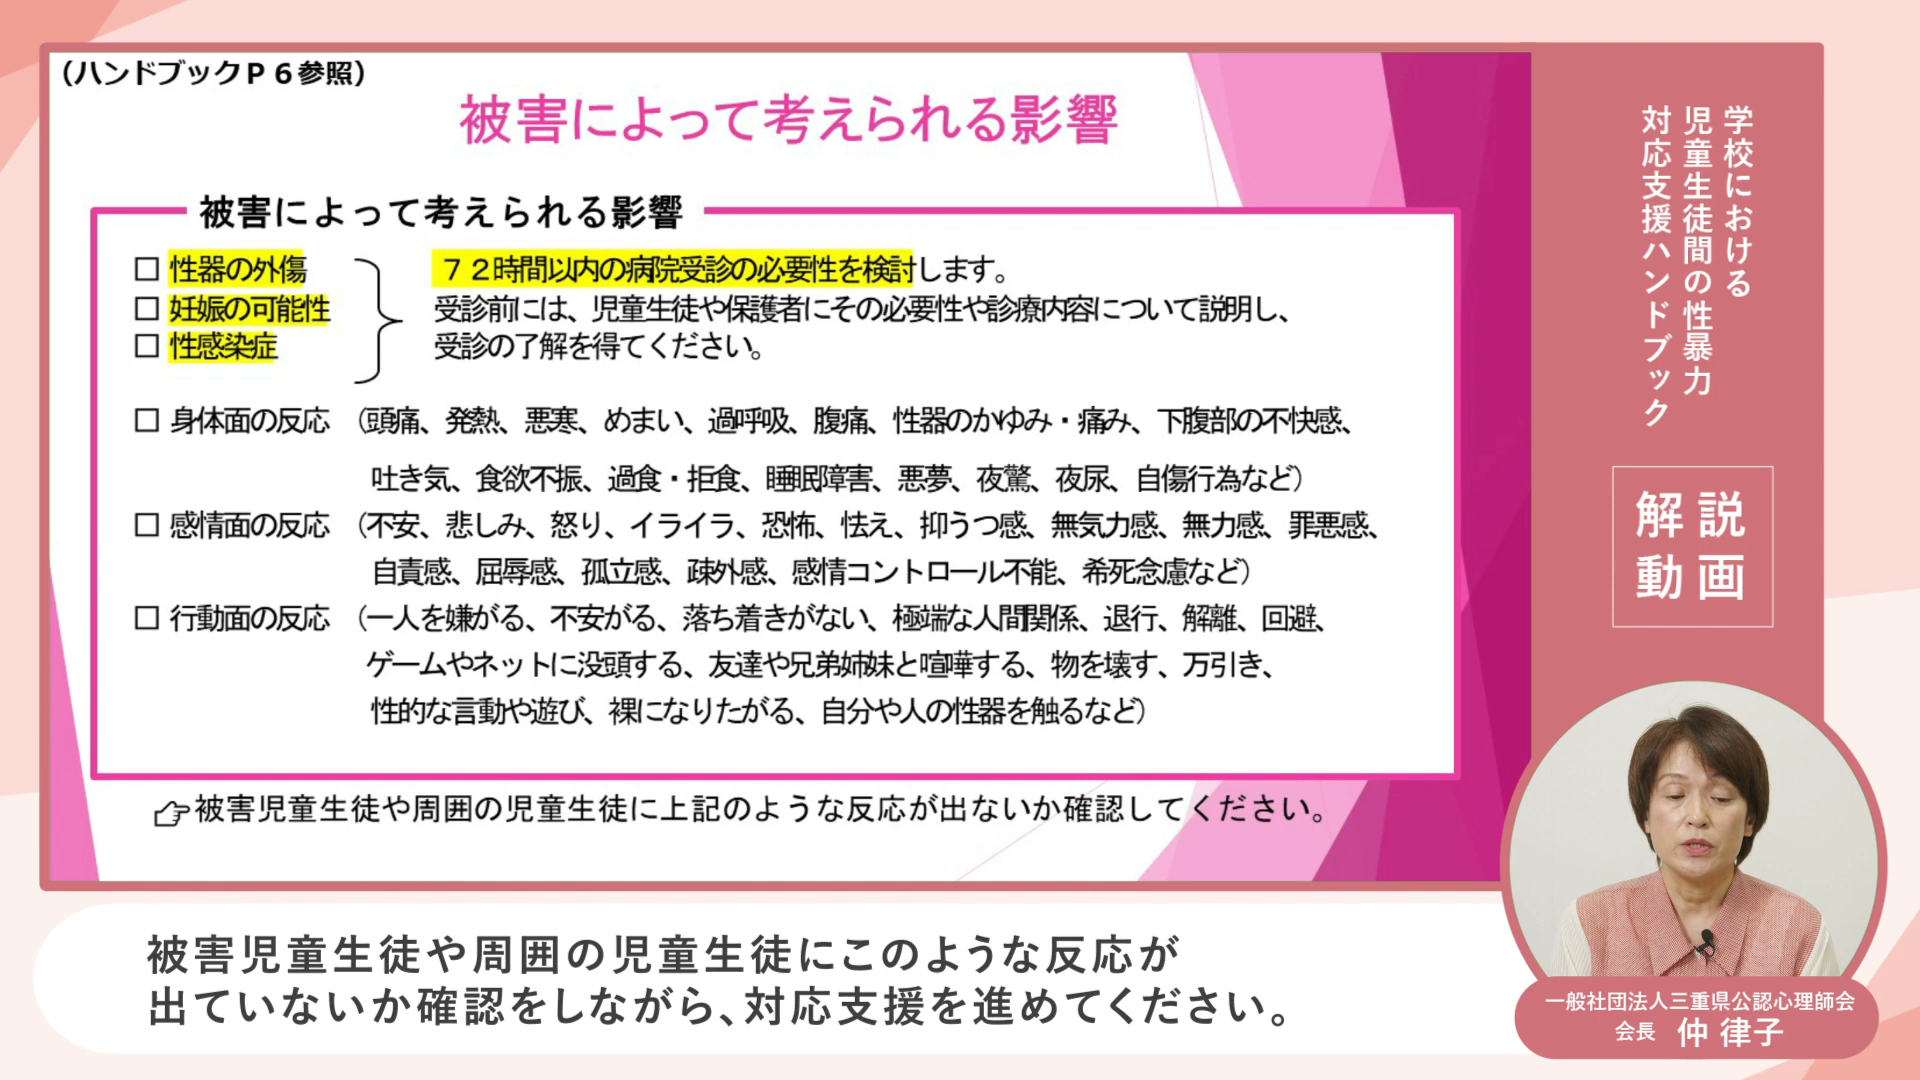 （ハンドブックＰ６参照）
被害によって考えられる影響
被害によって考えられる影響
□ 性器の外傷
□ 妊娠の可能性
□ 性感染症
７２時間以内の病院受診の必要性を検討します。
受診前には、児童生徒や保護者にその必要性や診療内容について説明し、
受診の了解を得てください。
□ 身体面の反応 （頭痛、発熱、悪寒、めまい、過呼吸、腹痛、性器のかゆみ・痛み、下腹部の不快感、
吐き気、食欲不振、過食・拒食、睡眠障害、悪夢、夜驚、夜尿、自傷行為など）
□ 感情面の反応 （不安、悲しみ、怒り、イライラ、恐怖、怯え、抑うつ感、無気力感、無力感、罪悪感、
自責感、屈辱感、孤立感、疎外感、感情コントロール不能、希死念慮など）
□ 行動面の反応 （一人を嫌がる、不安がる、落ち着きがない、極端な人間関係、退行、解離、回避、
ゲームやネットに没頭する、友達や兄弟姉妹と喧嘩する、物を壊す、万引き、
性的な言動や遊び、裸になりたがる、自分や人の性器を触るなど）
☞被害児童生徒や周囲の児童生徒に上記のような反応が出ないか確認してください。
学校における
児童生徒間の性暴力
対応支援ハンドブック
解説
動画
被害児童生徒や周囲の児童生徒にこのような反応が
出ていないか確認をしながら、対応支援を進めてください。
一般社団法人三重県公認心理師会
会長 仲 律子